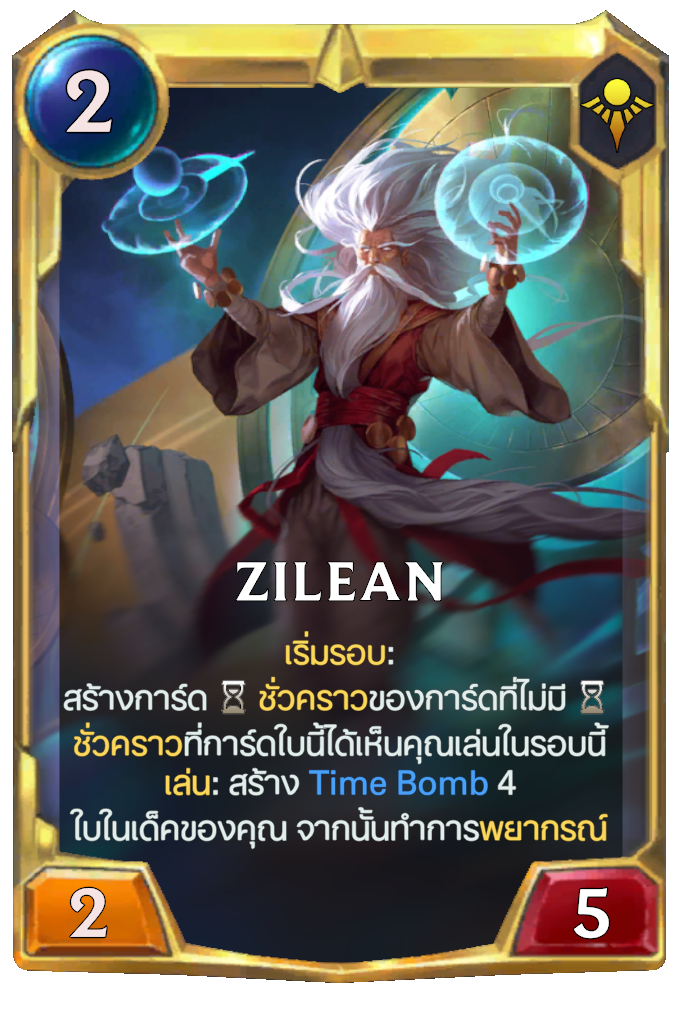 2
ZILEAN
เริ่มรอบ:
สร้างการ์ด ⏳ ชั่วคราวของการ์ดที่ไม่มี ⏳
ชั่วคราวที่การ์ดใบนี้ได้เห็นคุณเล่นในรอบนี้
เล่น: สร้าง Time Bomb 4
ใบในเด็คของคุณ จากนั้นทำการพยากรณ์
2
5